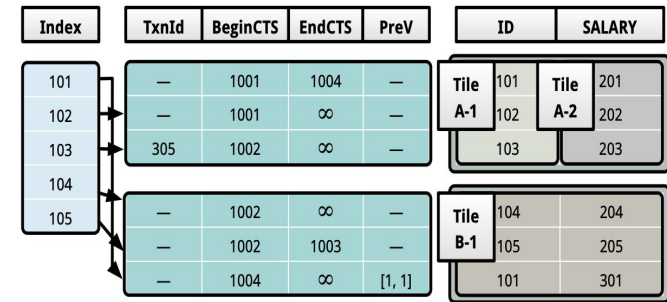 Index TxnId BeginCTS EndCTS PreV ID SALARY
101 — 1001 1004 — Tile A-1 101 Tile A-2 201
102 — 1001 ∞ — 102 202
103 305 1002 ∞ — 103 203
104 — 1002 ∞ — Tile B-1 104 204
105 — 1002 1003 — 105 205
— 1004 ∞ [1, 1] 101 301